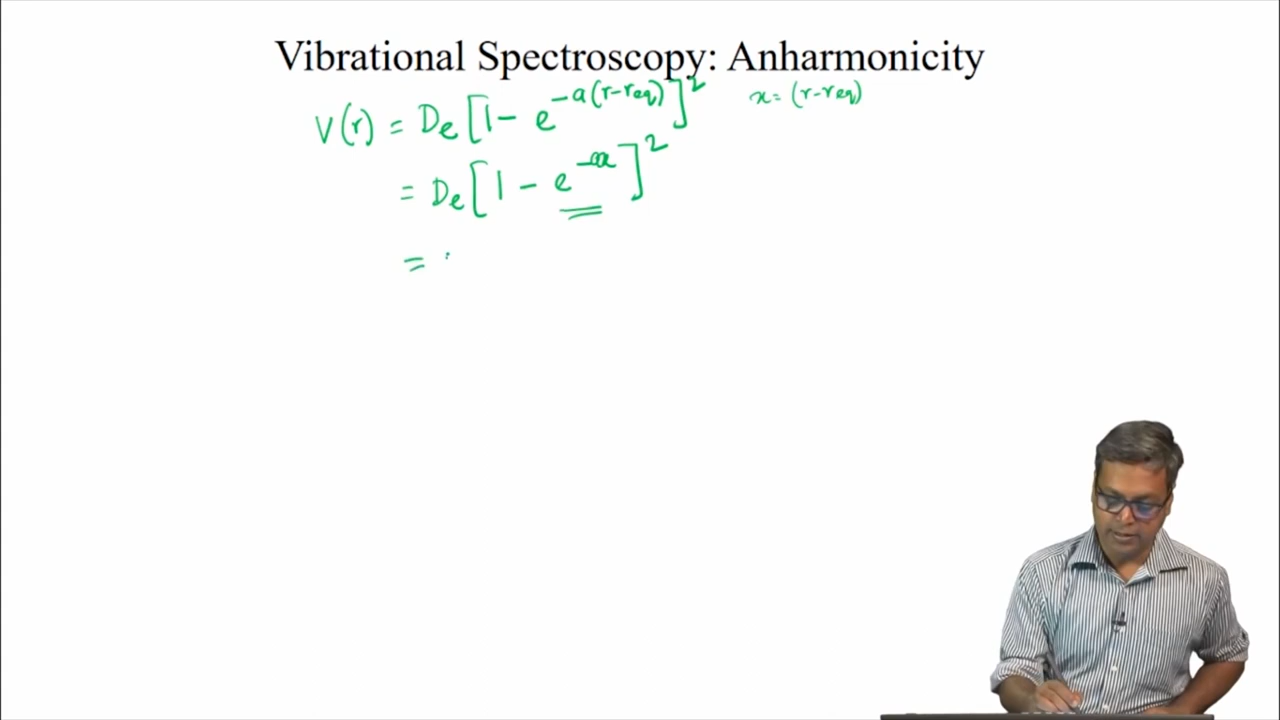 Vibrational Spectroscopy: Anharmonicity
V(r) = De [1 - e^-a(r-req)]^2 x = (r-req)
= De [1 - e^-ax]^2
=